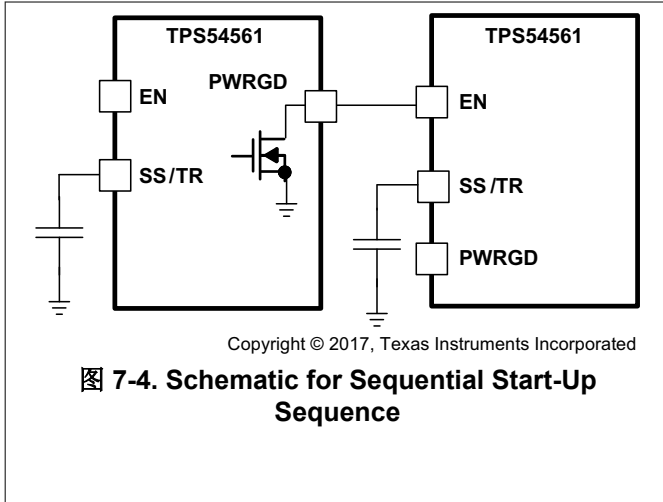 TPS54561
TPS54561
PWRGD
EN
EN
SS/TR
SS/TR
PWRGD
Copyright © 2017, Texas Instruments Incorporated
图 7-4. Schematic for Sequential Start-Up
Sequence